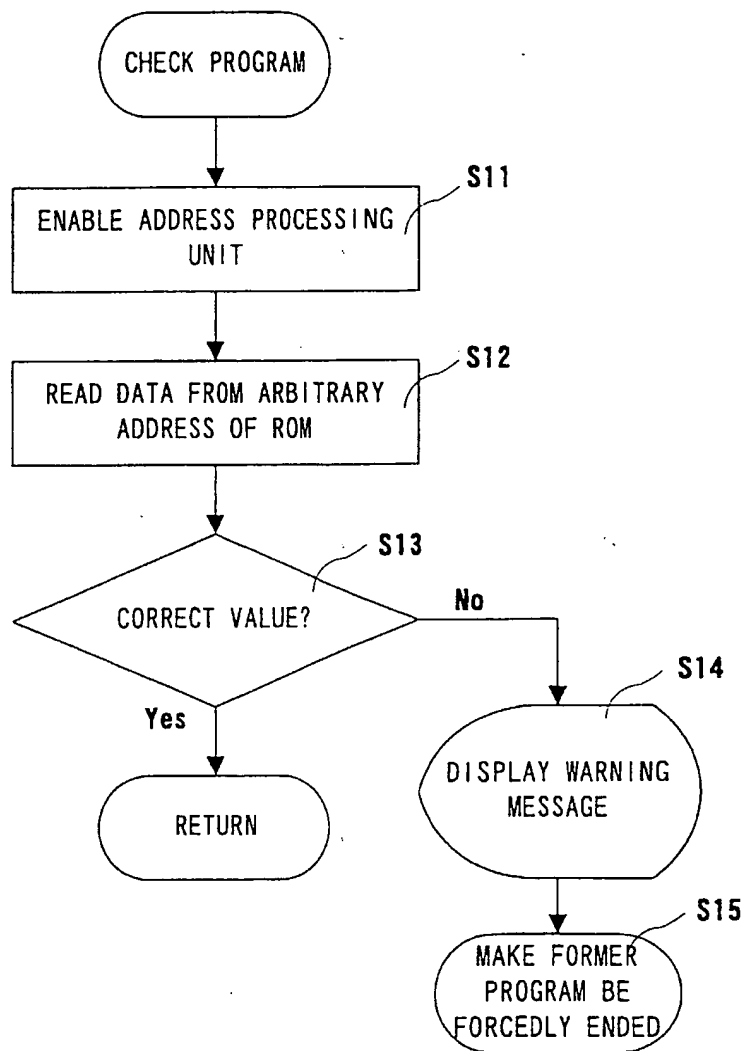 CHECK PROGRAM
S11
ENABLE ADDRESS PROCESSING
UNIT
S12
READ DATA FROM ARBITRARY
ADDRESS OF ROM
S13
CORRECT VALUE?
No
Yes
S14
DISPLAY WARNING
MESSAGE
RETURN
S15
MAKE FORMER
PROGRAM BE
FORCEDLY ENDED